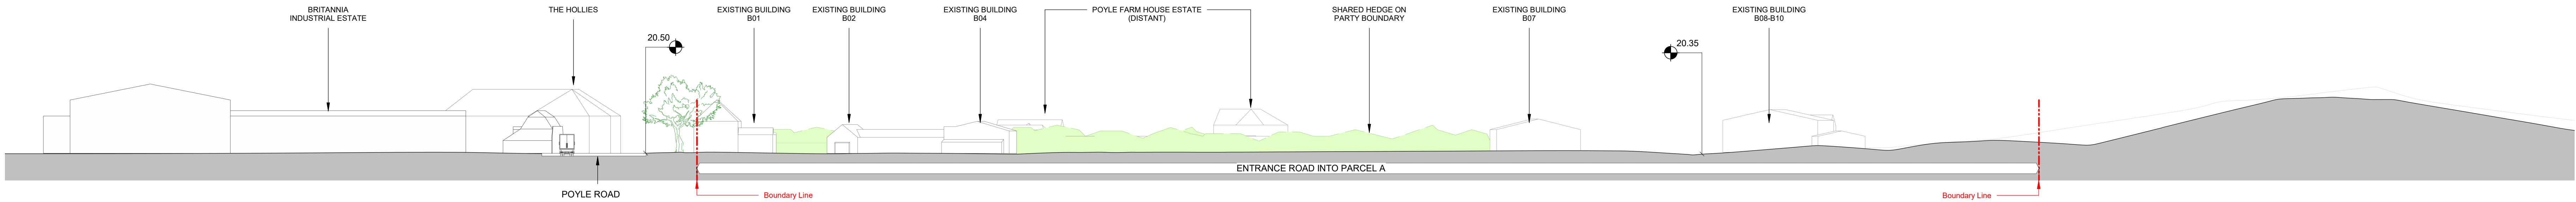 BRITANNIA
INDUSTRIAL ESTATE
THE HOLLIES
20.50
EXISTING BUILDING
B01
EXISTING BUILDING
B02
EXISTING BUILDING
B04
POYLE FARM HOUSE ESTATE
(DISTANT)
SHARED HEDGE ON
PARTY BOUNDARY
EXISTING BUILDING
B07
20.35
EXISTING BUILDING
B08-B10
ENTRANCE ROAD INTO PARCEL A
POYLE ROAD
Boundary Line
Boundary Line